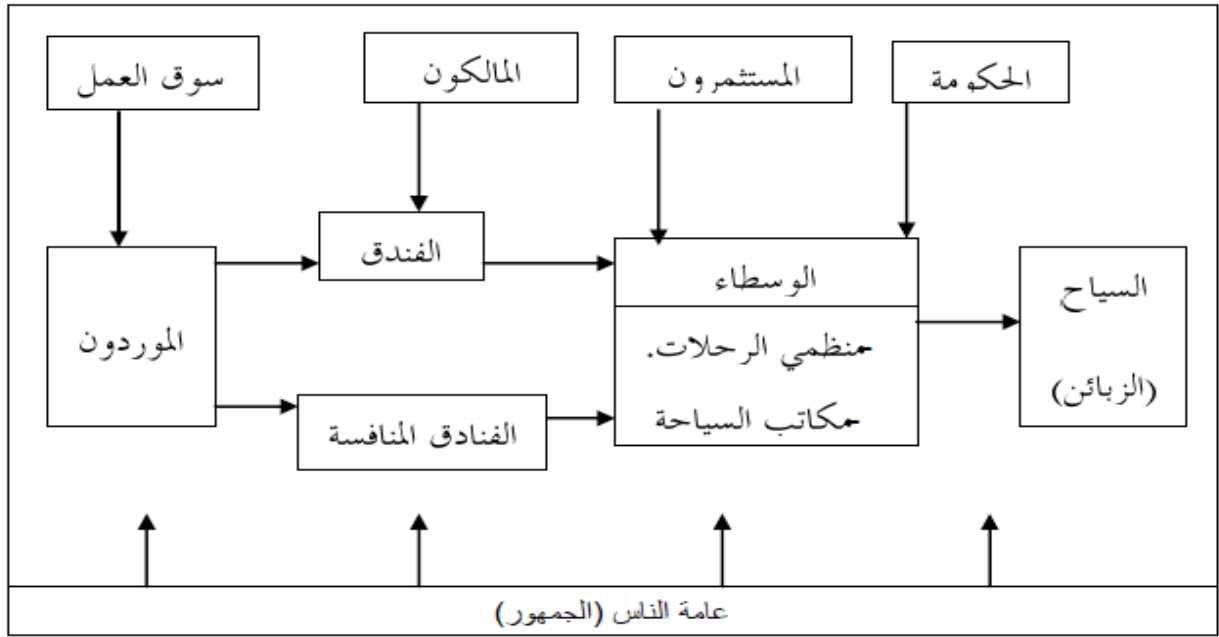 الحكومة
المستثمرون
المالكون
سوق العمل
الفندق
الموردون
الفنادق المنافسة
الوسطاء
-منظمي الرحلات.
-مكاتب السياحة
السياح
(الزبائن)
عامة الناس (الجمهور)